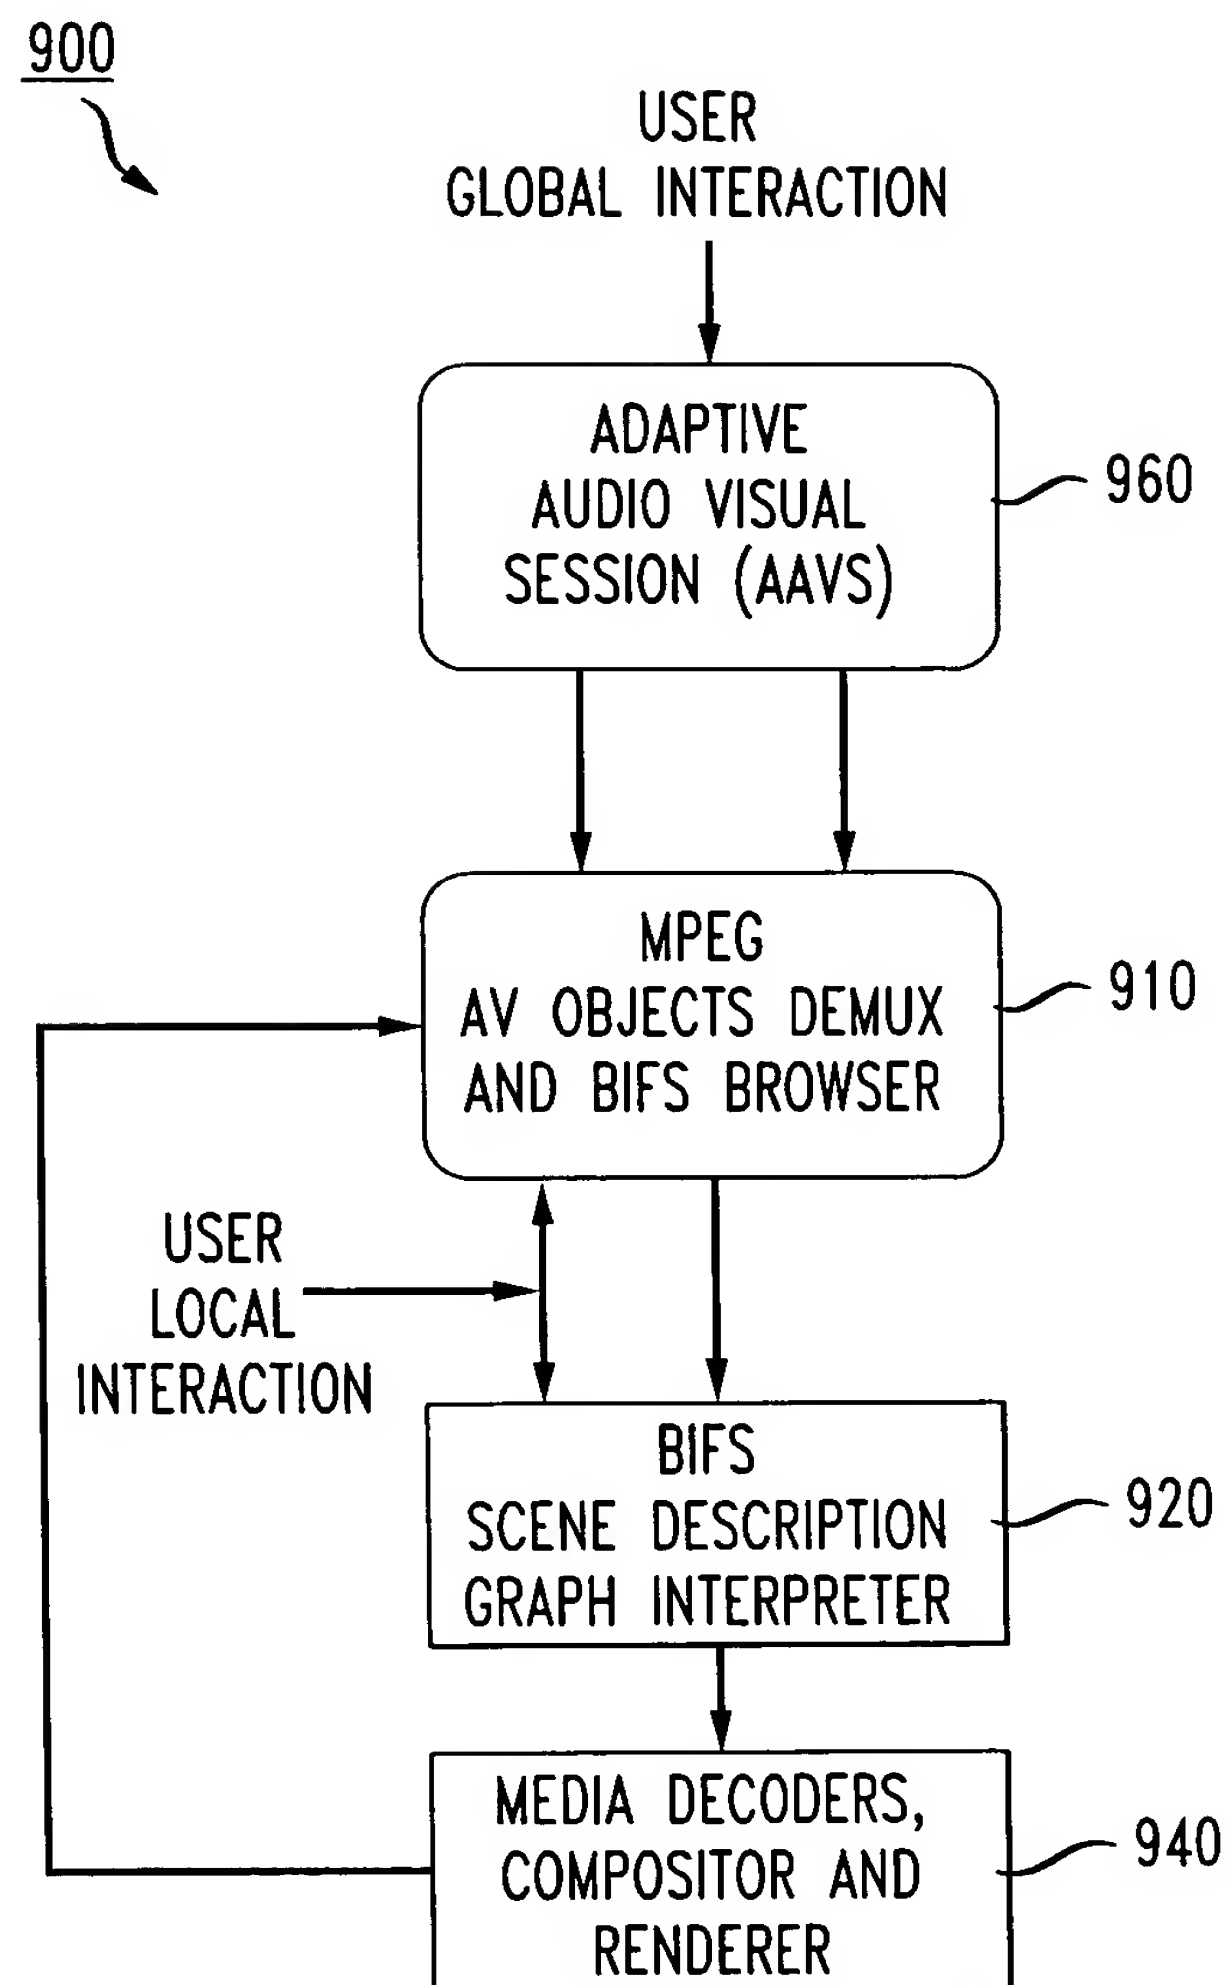 900
USER
GLOBAL INTERACTION
ADAPTIVE
AUDIO VISUAL
SESSION (AAVS)
960
MPEG
AV OBJECTS DEMUX
AND BIFS BROWSER
910
USER
LOCAL
INTERACTION
BIFS
SCENE DESCRIPTION
GRAPH INTERPRETER
920
MEDIA DECODERS,
COMPOSITOR AND
RENDERER
940